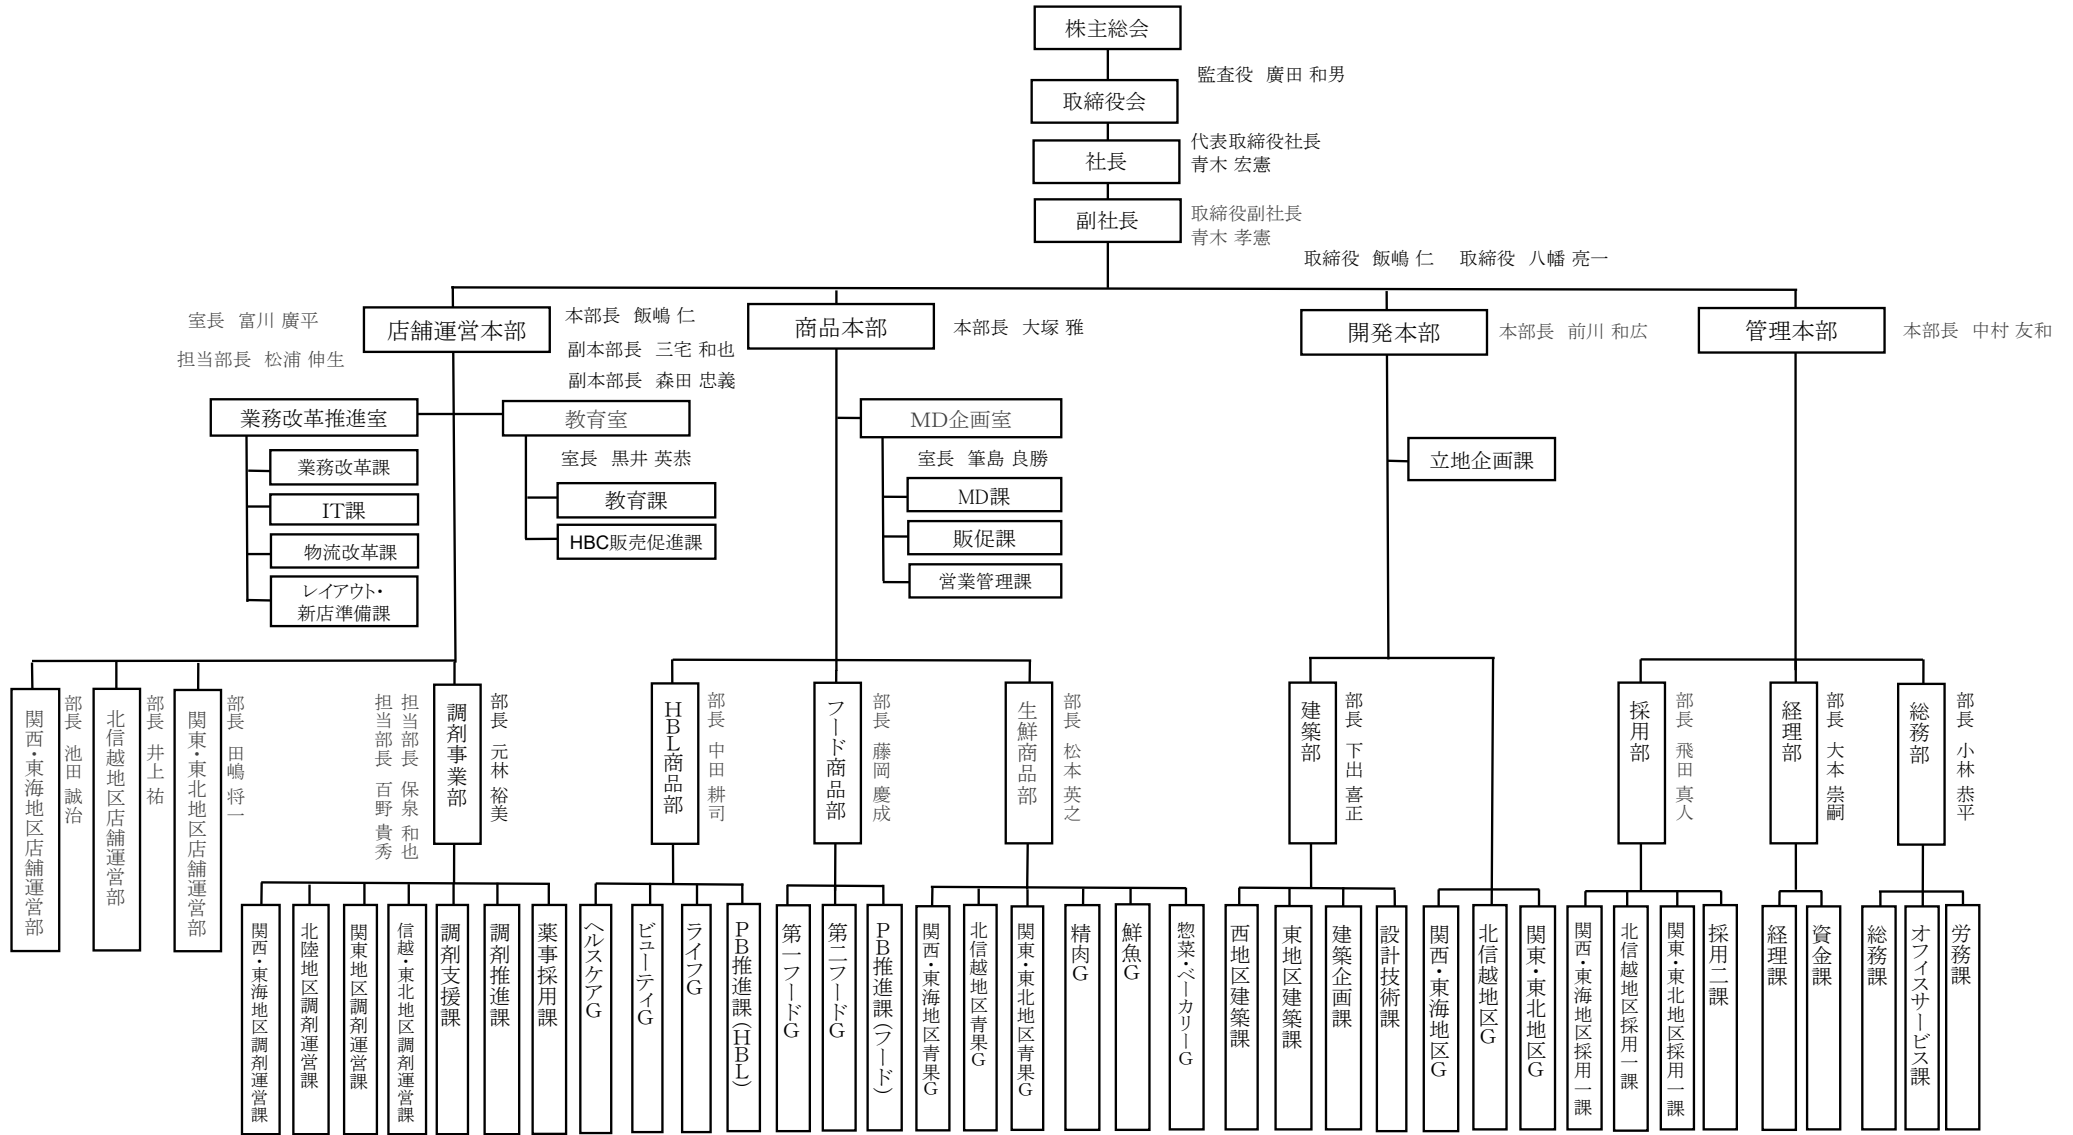 株主総会
監査役 廣田 和男
取締役会
社長
代表取締役社長
青木 宏憲
副社長
取締役副社長
青木 孝憲
取締役 飯嶋 仁 取締役 八幡 亮一
室長 富川 廣平
担当部長 松浦 伸生
店舗運営本部
本部長 飯嶋 仁
副本部長 三宅 和也
副本部長 森田 忠義
商品本部
本部長 大塚 雅
開発本部
本部長 前川 和広
管理本部
本部長 中村 友和
業務改革推進室
業務改革課
IT課
物流改革課
レイアウト・
新店準備課
教育室
室長 黒井 英恭
教育課
HBC販売促進課
MD企画室
室長 筆島 良勝
MD課
販促課
営業管理課
立地企画課
関西・東海地区店舗運営部
部長 池田 誠治
北信越地区店舗運営部
部長 井上 祐
関東・東北地区店舗運営部
部長 田嶋 将一
担当部長 百野 貴秀
担当部長 保泉 和也
調剤事業部
部長 元林 裕美
HBL商品部
部長 中田 耕司
フード商品部
部長 藤岡 慶成
生鮮商品部
部長 松本 英之
建築部
部長 下出 喜正
採用部
部長 飛田 真人
経理部
部長 大本 崇嗣
総務部
部長 小林 恭平
関西・東海地区調剤運営課
北陸地区調剤運営課
関東地区調剤運営課
信越・東北地区調剤運営課
調剤支援課
調剤推進課
薬事採用課
ヘルスケアG
ビューティG
ライフG
PB推進課(HBL)
第一フードG
第二フードG
PB推進課(フード)
関西・東海地区青果G
北信越地区青果G
関東・東北地区青果G
精肉G
鮮魚G
惣菜・ベーカリーG
西地区建築課
東地区建築課
建築企画課
設計技術課
関西・東海地区G
北信越地区G
関東・東北地区G
関西・東海地区採用一課
北信越地区採用一課
関東・東北地区採用一課
採用二課
経理課
資金課
総務課
オフィスサービス課
労務課